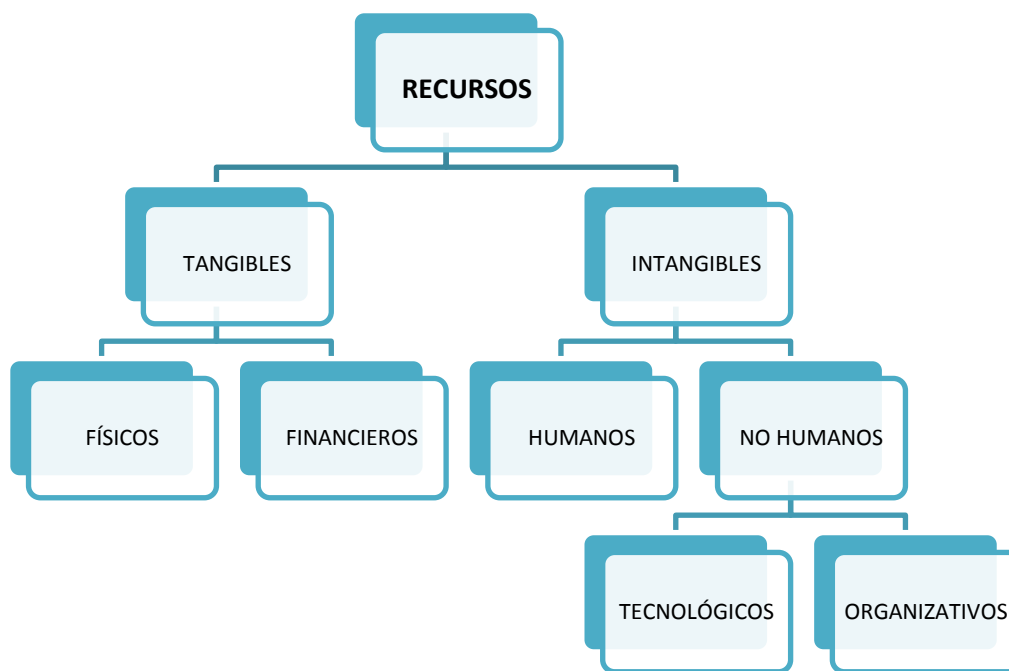 RECURSOS
TANGIBLES
INTANGIBLES
FÍSICOS
FINANCIEROS
HUMANOS
NO HUMANOS
TECNOLÓGICOS
ORGANIZATIVOS